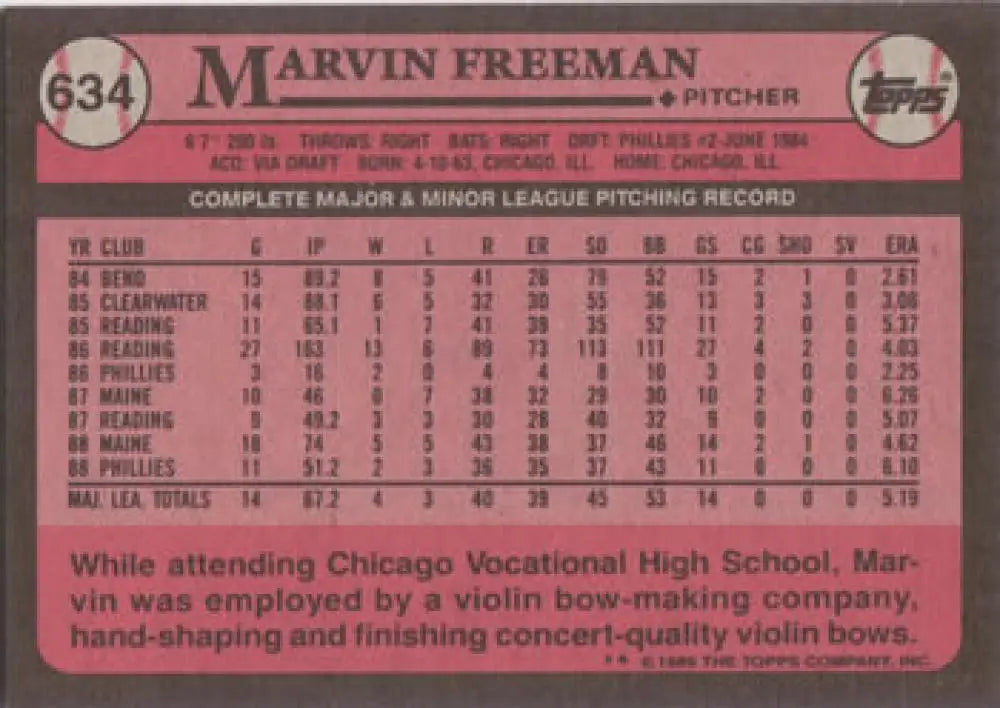 634
MARVIN FREEMAN
PITCHER
TOPPS®
6'7" 200 lb. THROWS: RIGHT BATS: RIGHT DRFT: PHILLIES #2-JUNE 1984
ACQ: VIA DRAFT BORN: 4-10-63, CHICAGO, ILL. HOME: CHICAGO, ILL.
COMPLETE MAJOR & MINOR LEAGUE PITCHING RECORD
YR CLUB G IP W L R ER SO BB GS CG SHO SV ERA
84 BEND 15 89.2 8 5 41 26 79 52 15 2 1 0 2.61
85 CLEARWATER 14 88.1 6 5 32 30 55 36 13 3 3 0 3.06
85 READING 11 65.1 1 7 41 39 35 52 11 2 0 0 5.37
86 READING 27 163 13 6 89 73 113 111 27 4 2 0 4.03
86 PHILLIES 3 16 2 0 4 4 8 10 3 0 0 0 2.25
87 MAINE 10 46 0 7 38 32 29 30 10 2 0 0 6.26
87 READING 9 49.2 3 3 30 28 40 32 9 0 0 0 5.07
88 MAINE 18 74 5 5 43 38 37 46 14 2 1 0 4.62
88 PHILLIES 11 51.2 2 3 36 35 37 43 11 0 0 0 6.10
MAJ. LEA. TOTALS 14 67.2 4 3 40 39 45 53 14 0 0 0 5.19
While attending Chicago Vocational High School, Mar-
vin was employed by a violin bow-making company,
hand-shaping and finishing concert-quality violin bows.
** © 1989 THE TOPPS COMPANY, INC.